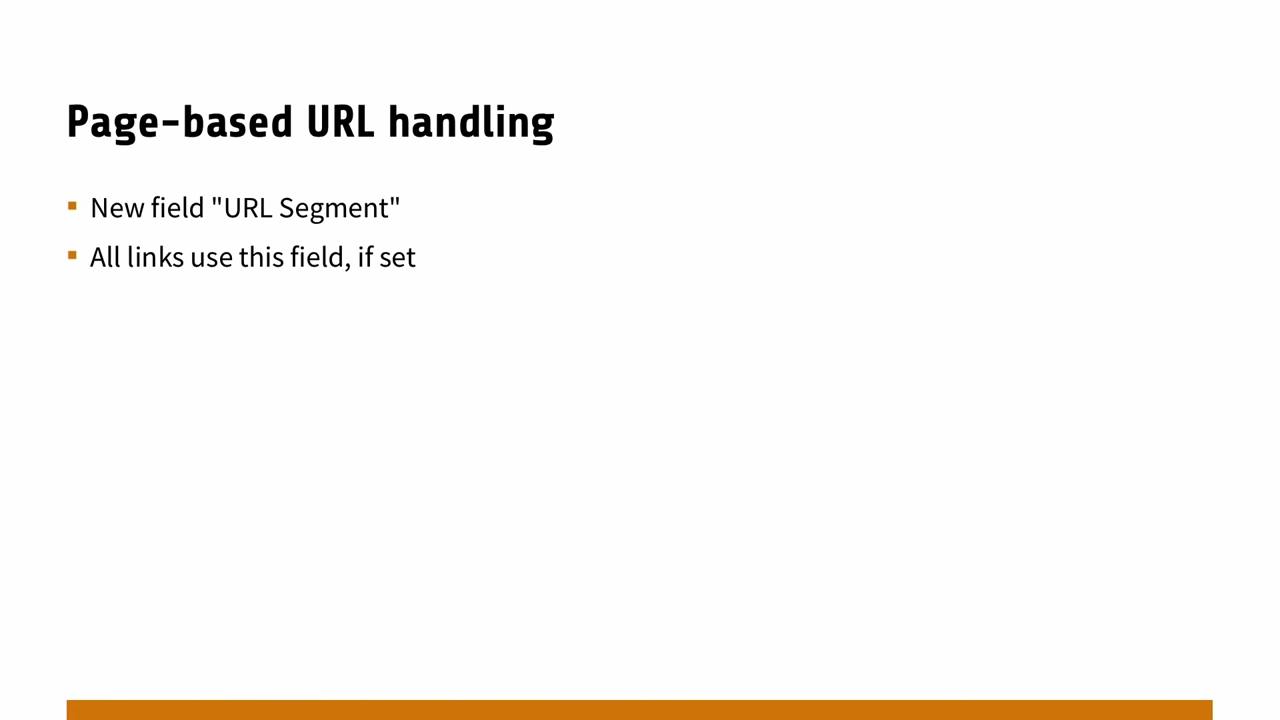 Page-based URL handling
New field "URL Segment"
All links use this field, if set